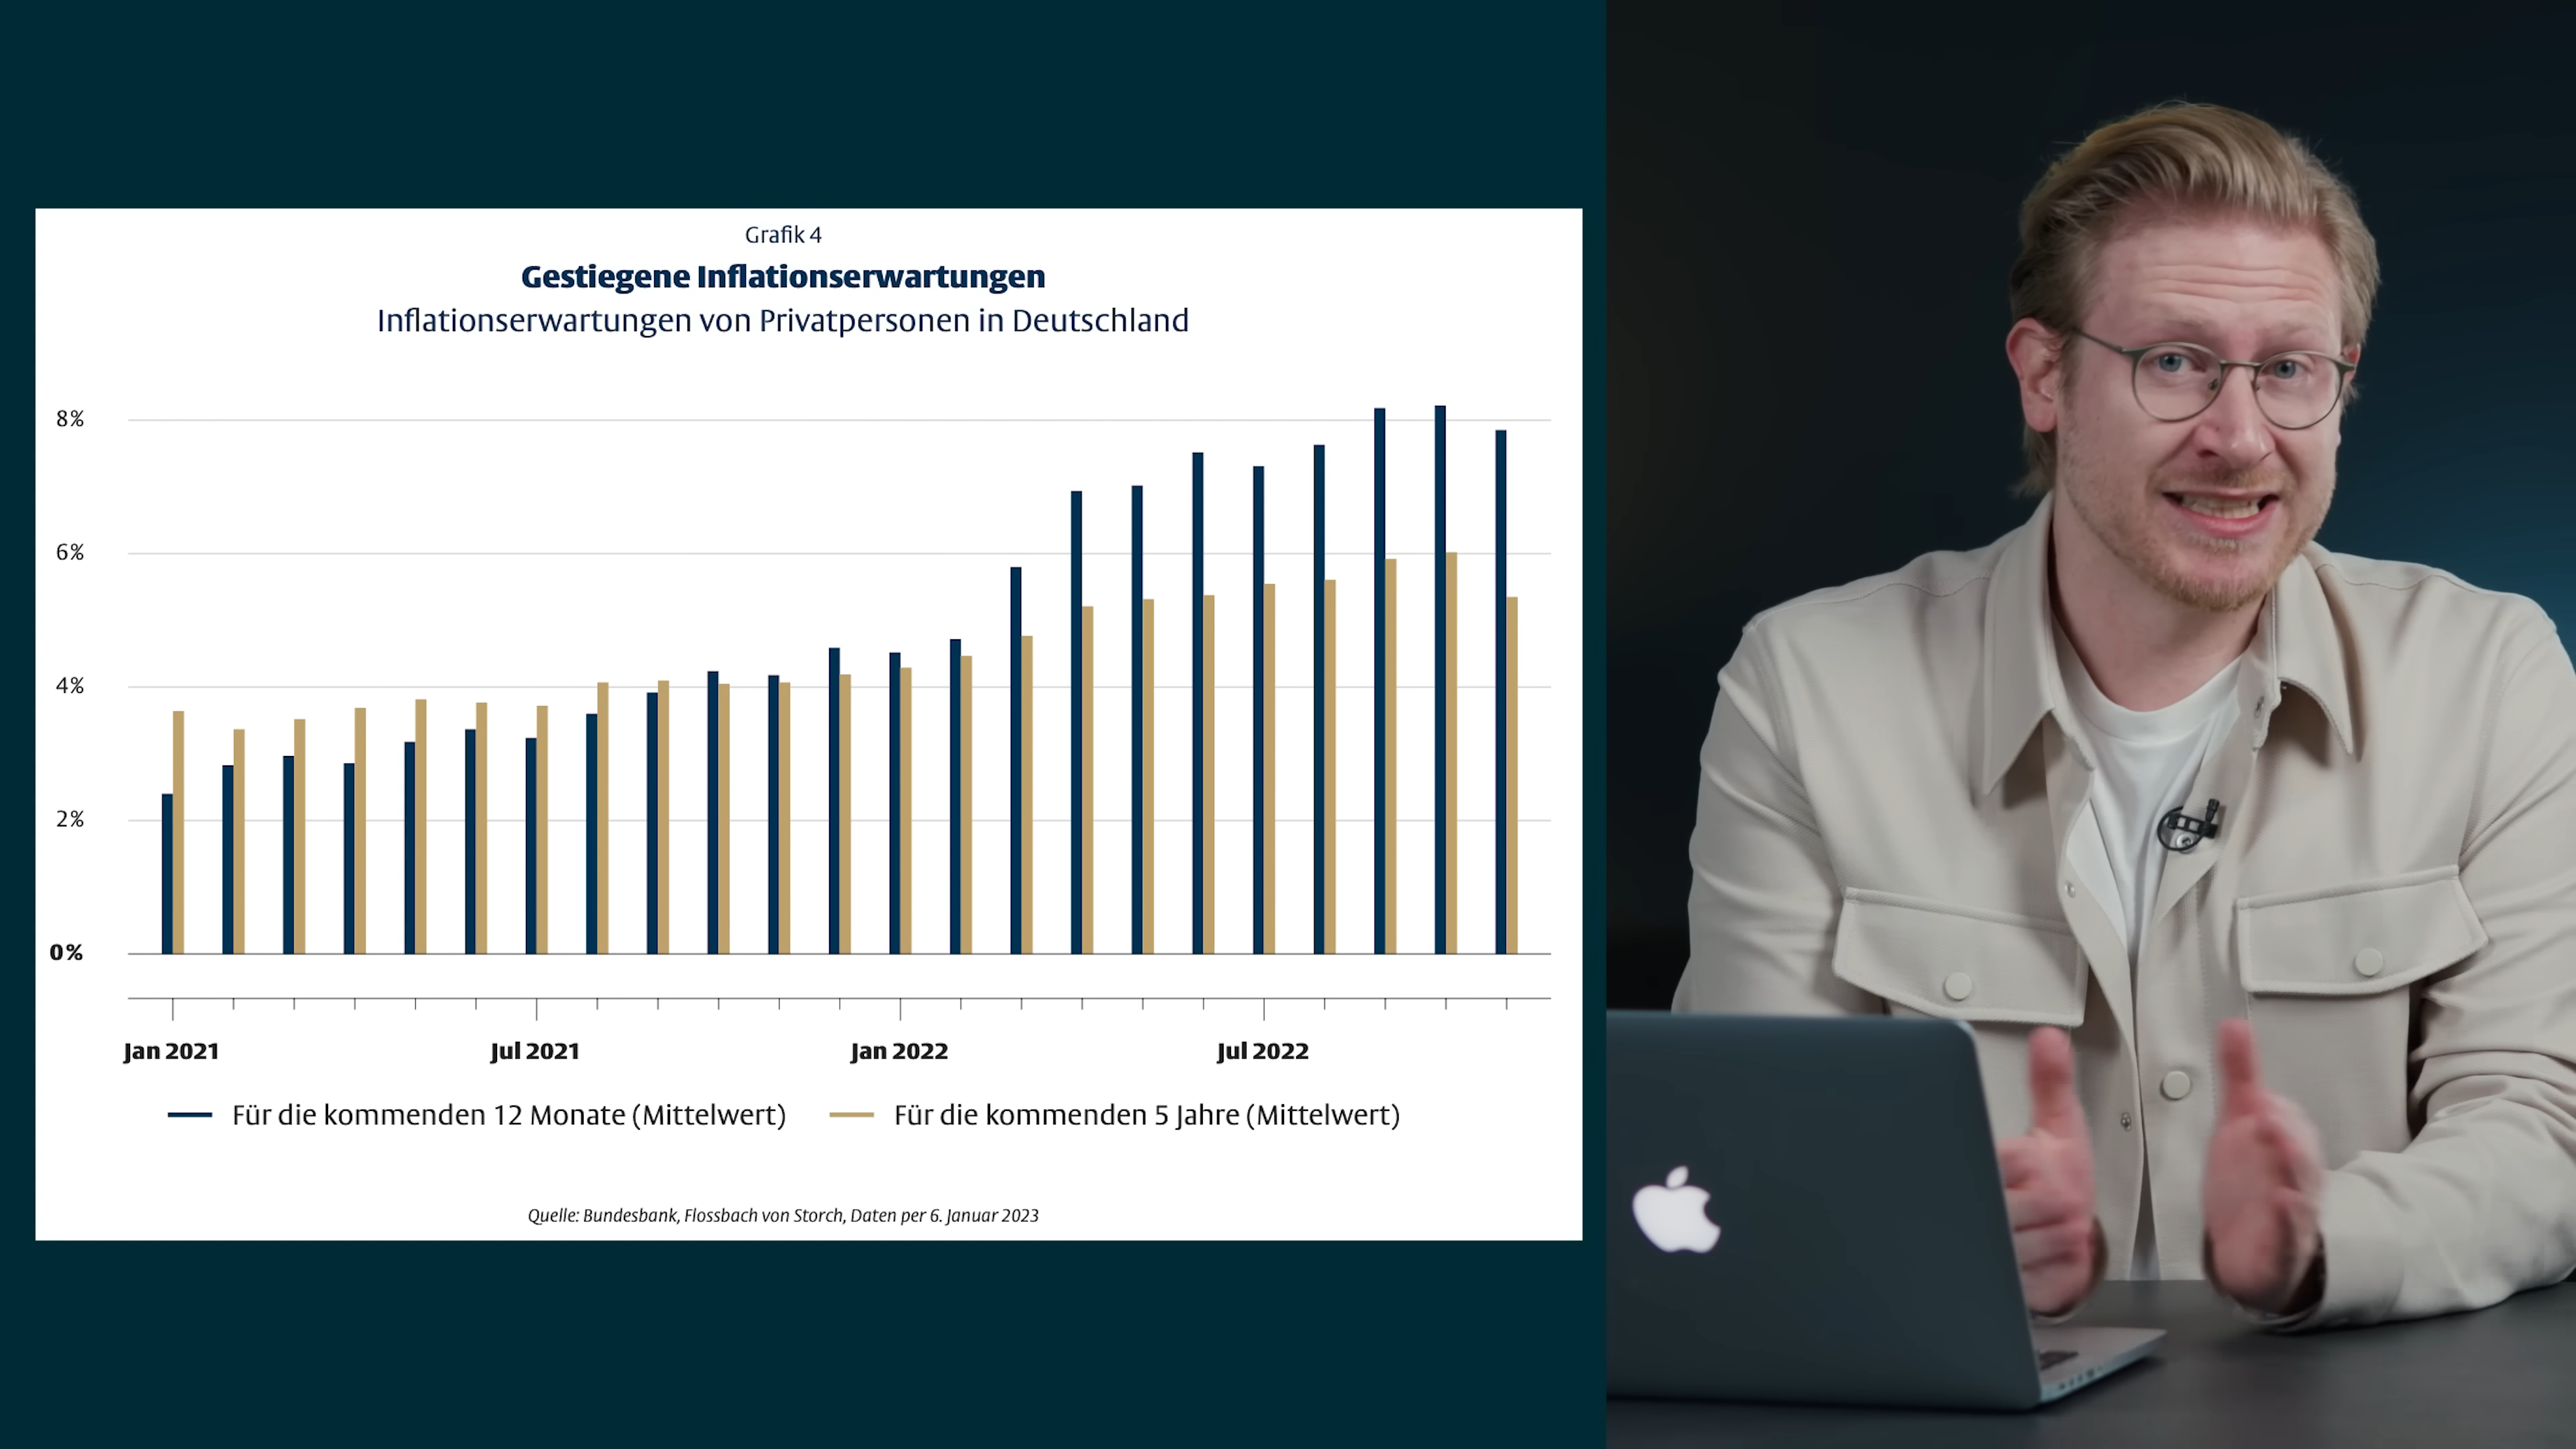 Grafik 4
Gestiegene Inflationserwartungen
Inflationserwartungen von Privatpersonen in Deutschland
8%
6%
4%
2%
0%
Jan 2021 Jul 2021 Jan 2022 Jul 2022
Für die kommenden 12 Monate (Mittelwert) Für die kommenden 5 Jahre (Mittelwert)
Quelle: Bundesbank, Flossbach von Storch, Daten per 6. Januar 2023